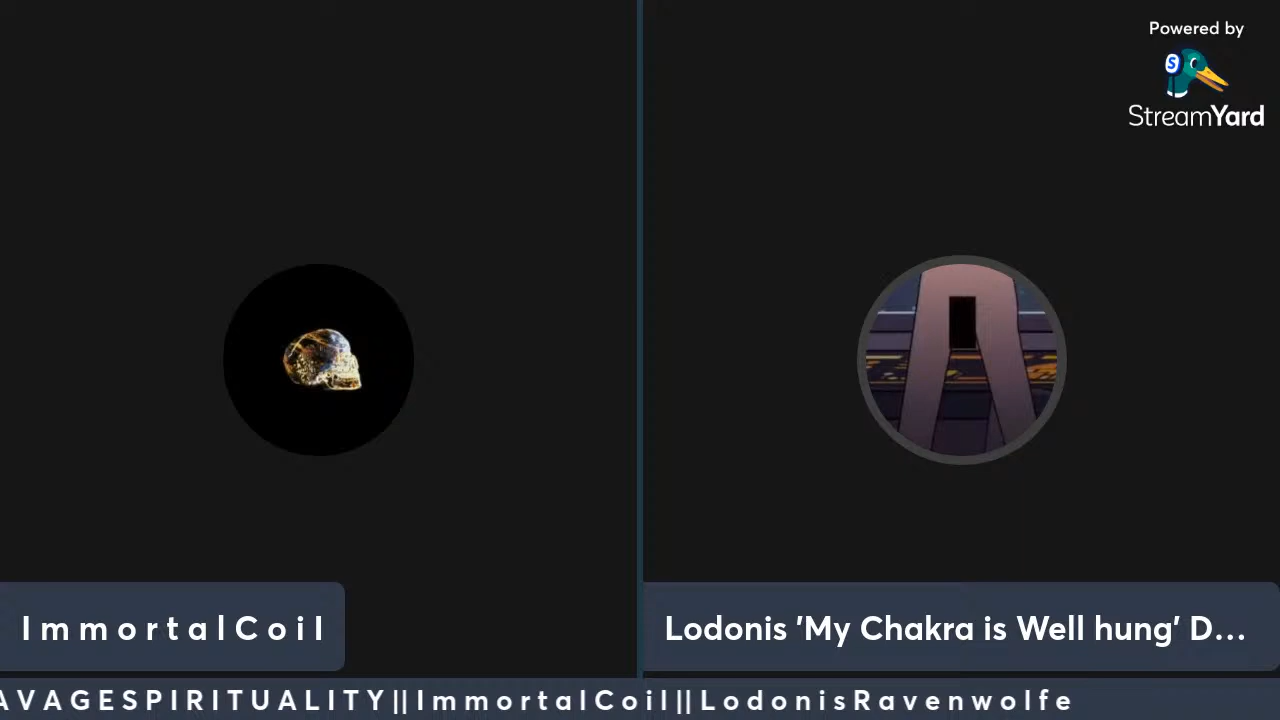 Powered by
S
StreamYard
I m m o r t a l C o i l
Lodonis 'My Chakra is Well hung' D...
A V A G E S P I R I T U A L I T Y || I m m o r t a l C o i l || L o d o n i s R a v e n w o l f e